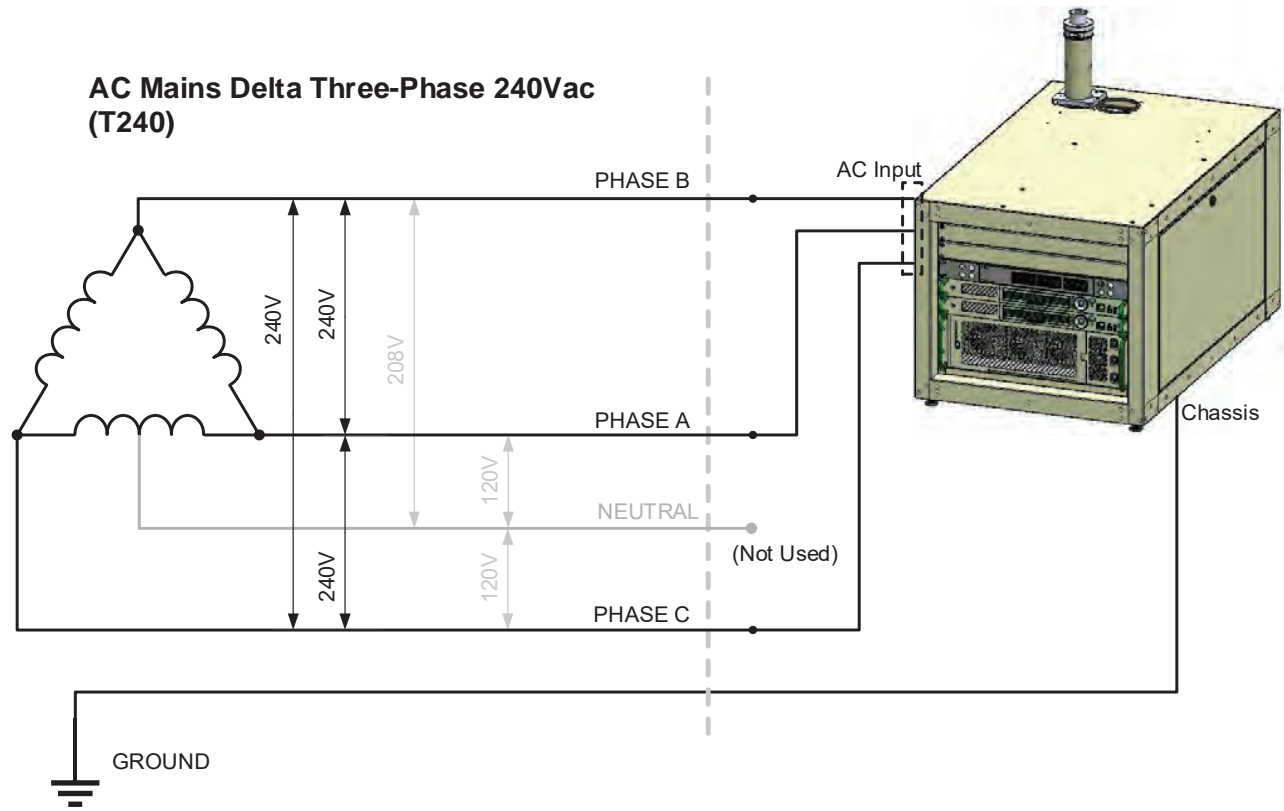 AC Mains Delta Three-Phase 240Vac
(T240)
PHASE B
AC Input
240V
240V
208V
PHASE A
Chassis
120V
NEUTRAL
(Not Used)
240V
120V
PHASE C
GROUND